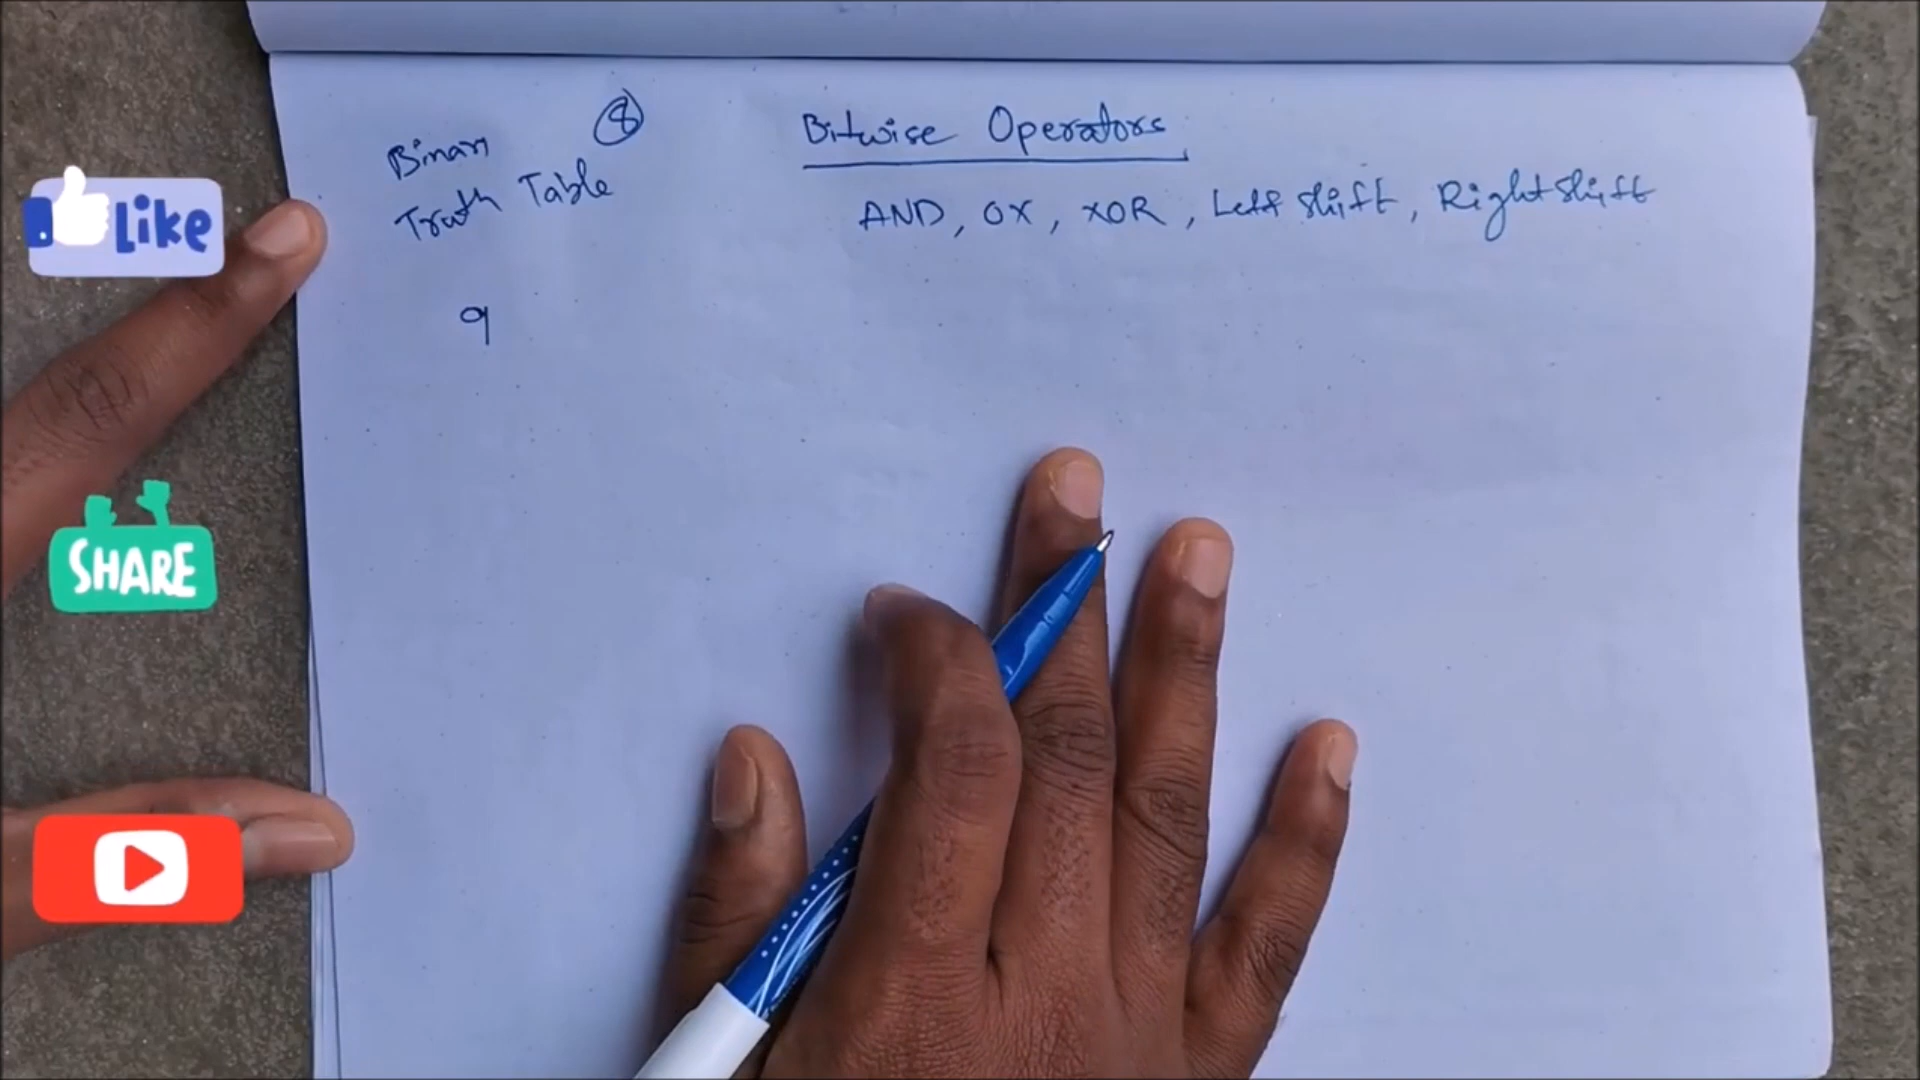 Bitwise Operators
8
Binary
Truth Table
AND, OR, XOR, Left shift, Right shift
9
Like
SHARE